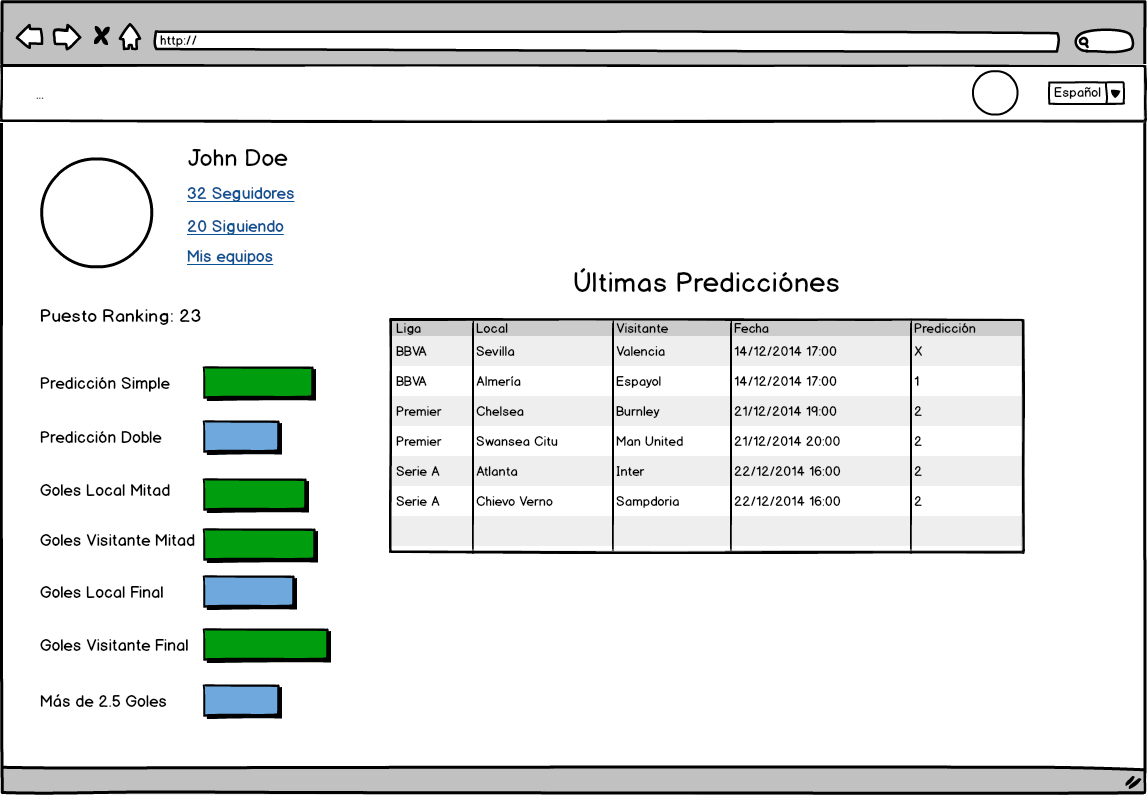 http://
...
Español
John Doe
32 Seguidores
20 Siguiendo
Mis equipos
Puesto Ranking: 23
Predicción Simple
Predicción Doble
Goles Local Mitad
Goles Visitante Mitad
Goles Local Final
Goles Visitante Final
Más de 2.5 Goles
Últimas Predicciónes
Liga Local Visitante Fecha Predicción
BBVA Sevilla Valencia 14/12/2014 17:00 X
BBVA Almería Espayol 14/12/2014 17:00 1
Premier Chelsea Burnley 21/12/2014 19:00 2
Premier Swansea Citu Man United 21/12/2014 20:00 2
Serie A Atlanta Inter 22/12/2014 16:00 2
Serie A Chievo Verno Sampdoria 22/12/2014 16:00 2